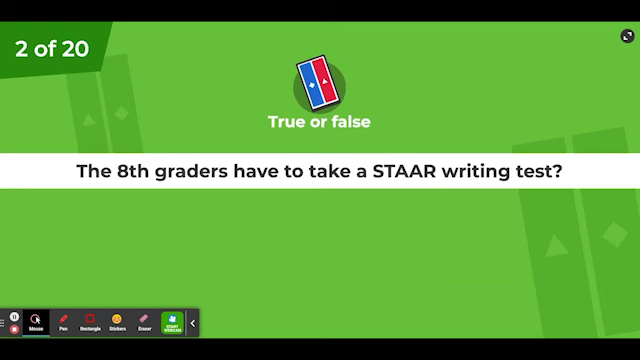 2 of 20
True or false
The 8th graders have to take a STAAR writing test?
Mouse
Pen
Rectangle
Stickers
Eraser
START WEBCAM